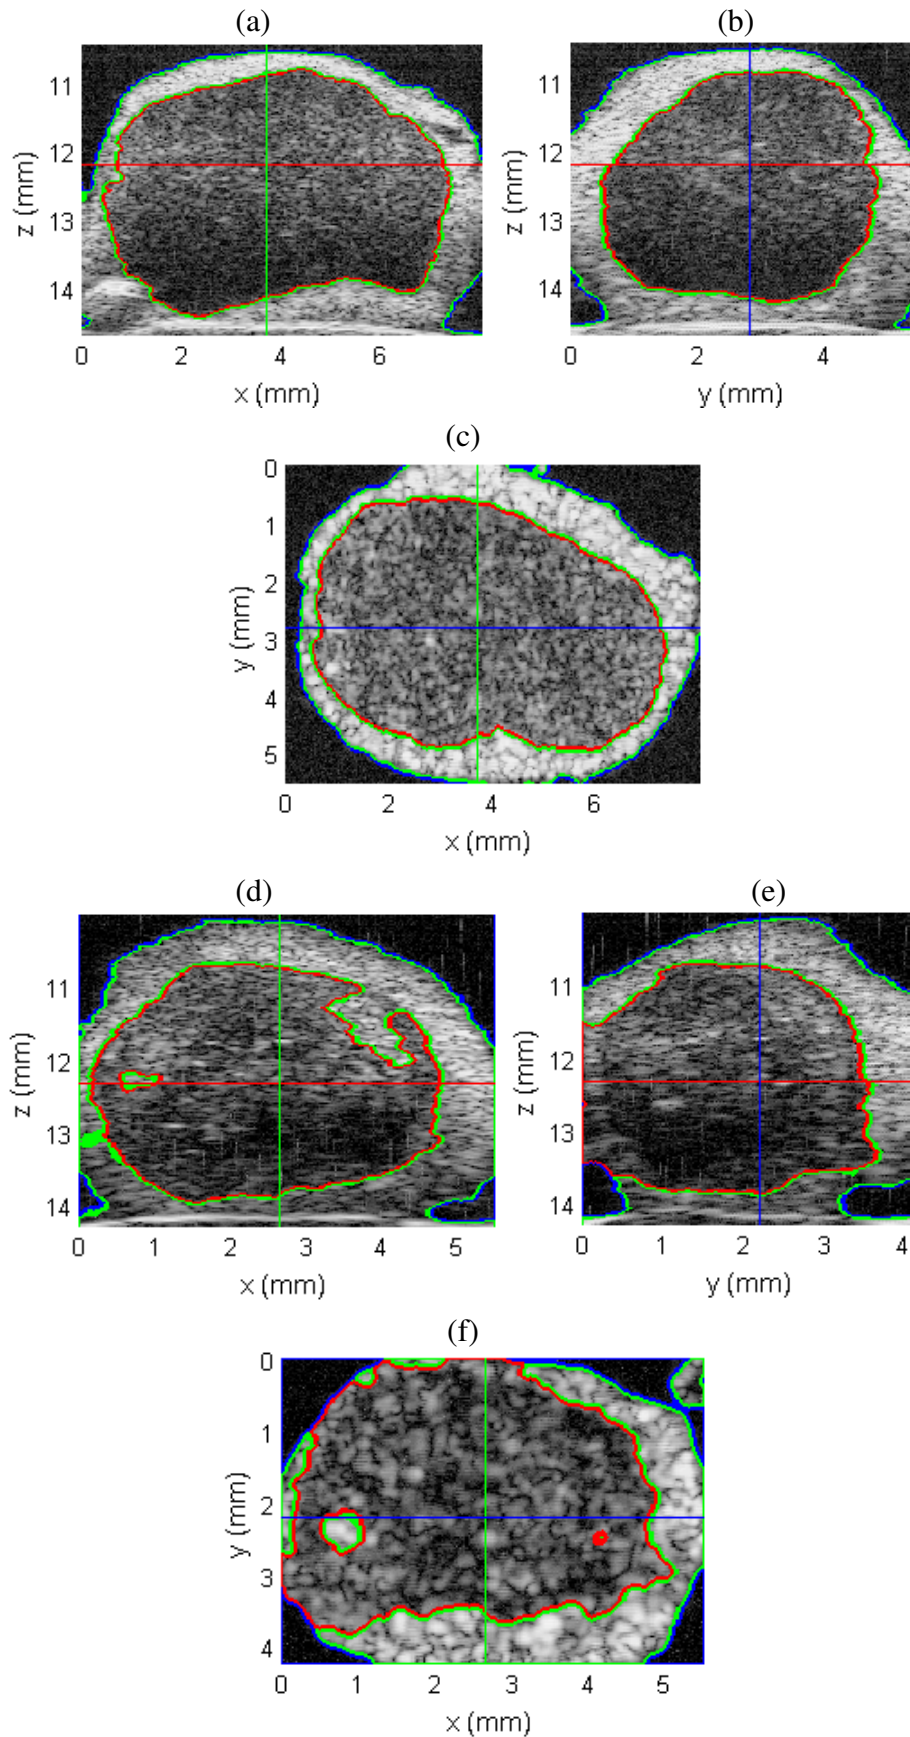 (a) (b)
z (mm) 11 12 13 14
0 2 4 6
x (mm)
z (mm) 11 12 13 14
0 2 4
y (mm)
(c)
y (mm) 0 1 2 3 4 5
0 2 4 6
x (mm)
(d) (e)
z (mm) 11 12 13 14
0 1 2 3 4 5
x (mm)
z (mm) 11 12 13 14
0 1 2 3 4
y (mm)
(f)
y (mm) 0 1 2 3 4
0 1 2 3 4 5
x (mm)